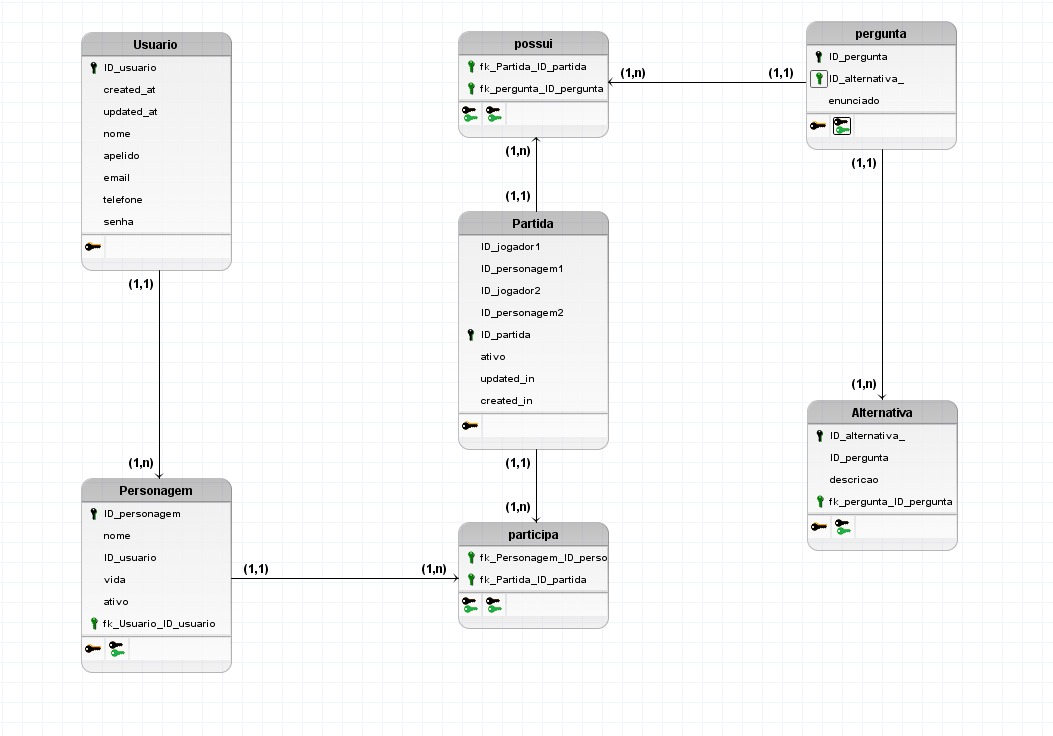 Usuario
ID_usuario
created_at
updated_at
nome
apelido
email
telefone
senha
(1,1)
(1,n)
Personagem
ID_personagem
nome
ID_usuario
vida
ativo
fk_Usuario_ID_usuario
(1,1)
(1,n)
possui
fk_Partida_ID_partida
fk_pergunta_ID_pergunta
(1,n)
(1,1)
(1,n)
(1,1)
Partida
ID_jogador1
ID_personagem1
ID_jogador2
ID_personagem2
ID_partida
ativo
updated_in
created_in
(1,1)
(1,n)
participa
fk_Personagem_ID_perso
fk_Partida_ID_partida
pergunta
ID_pergunta
ID_alternativa_
enunciado
(1,1)
(1,n)
Alternativa
ID_alternativa_
ID_pergunta
descricao
fk_pergunta_ID_pergunta